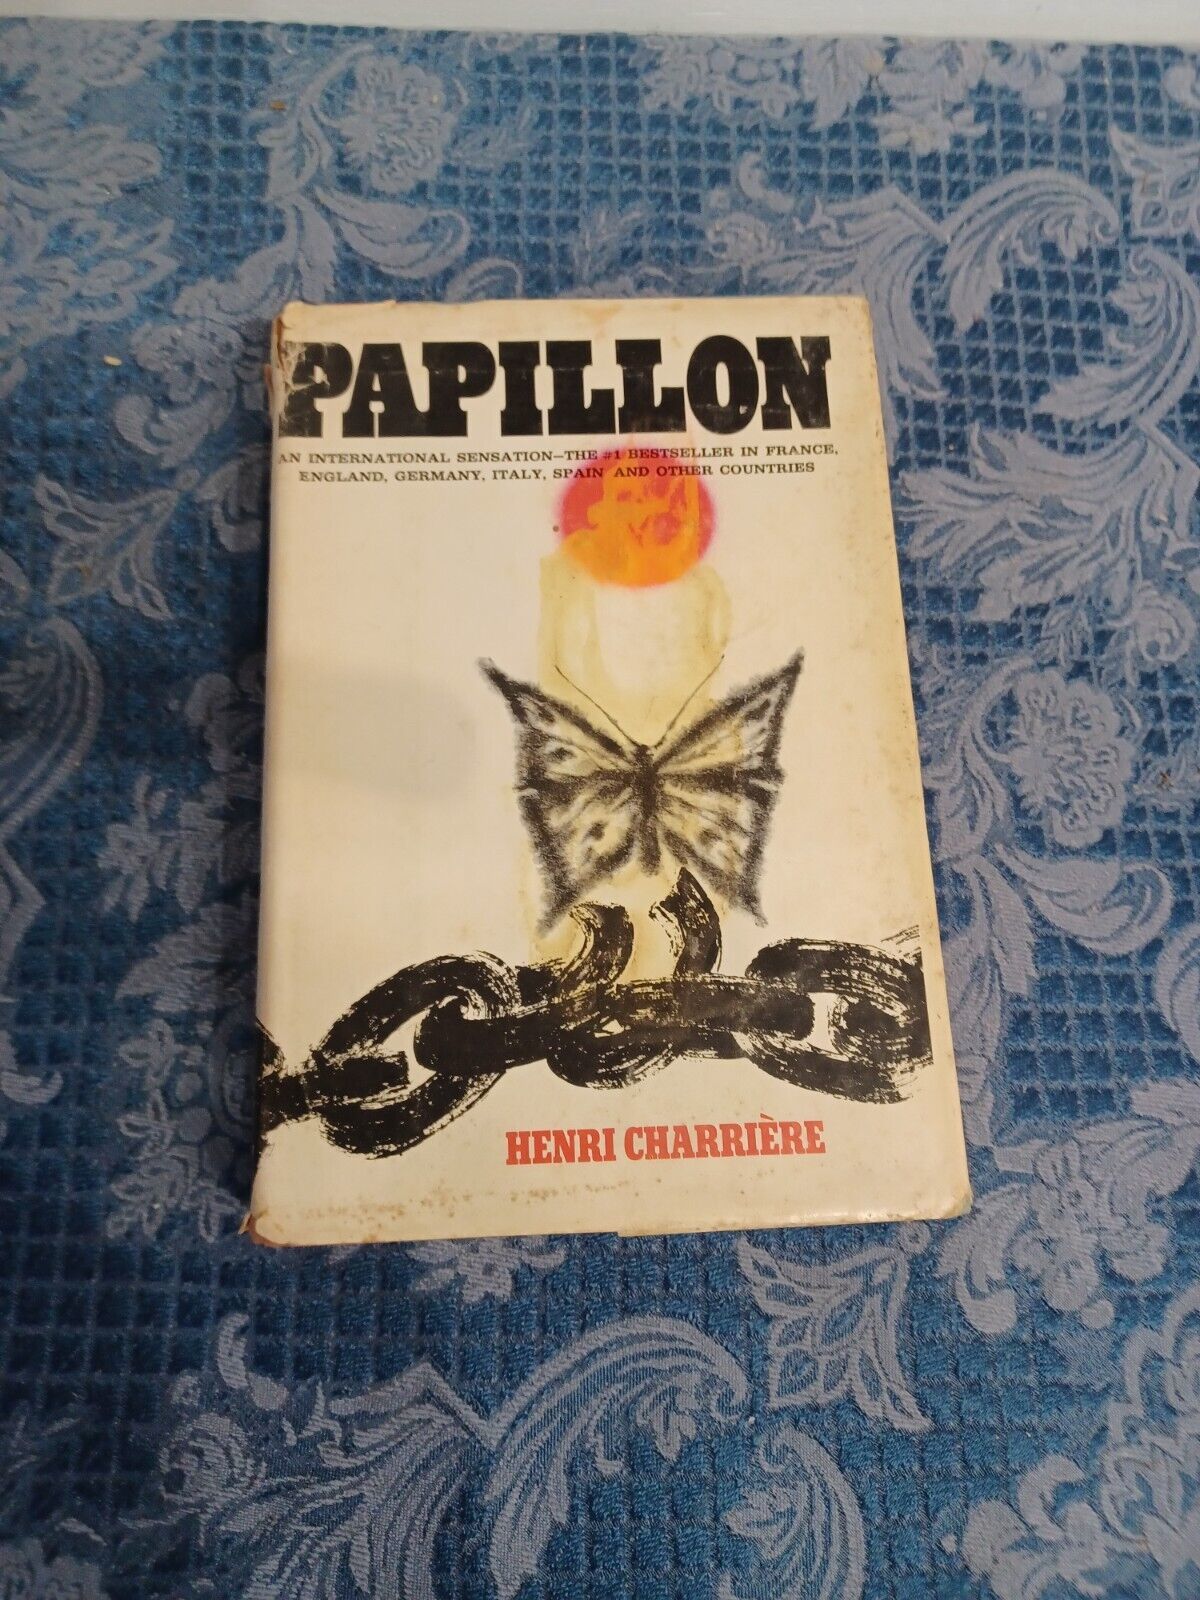 PAPILLON
AN INTERNATIONAL SENSATION—THE #1 BESTSELLER IN FRANCE,
ENGLAND, GERMANY, ITALY, SPAIN AND OTHER COUNTRIES
HENRI CHARRIÈRE